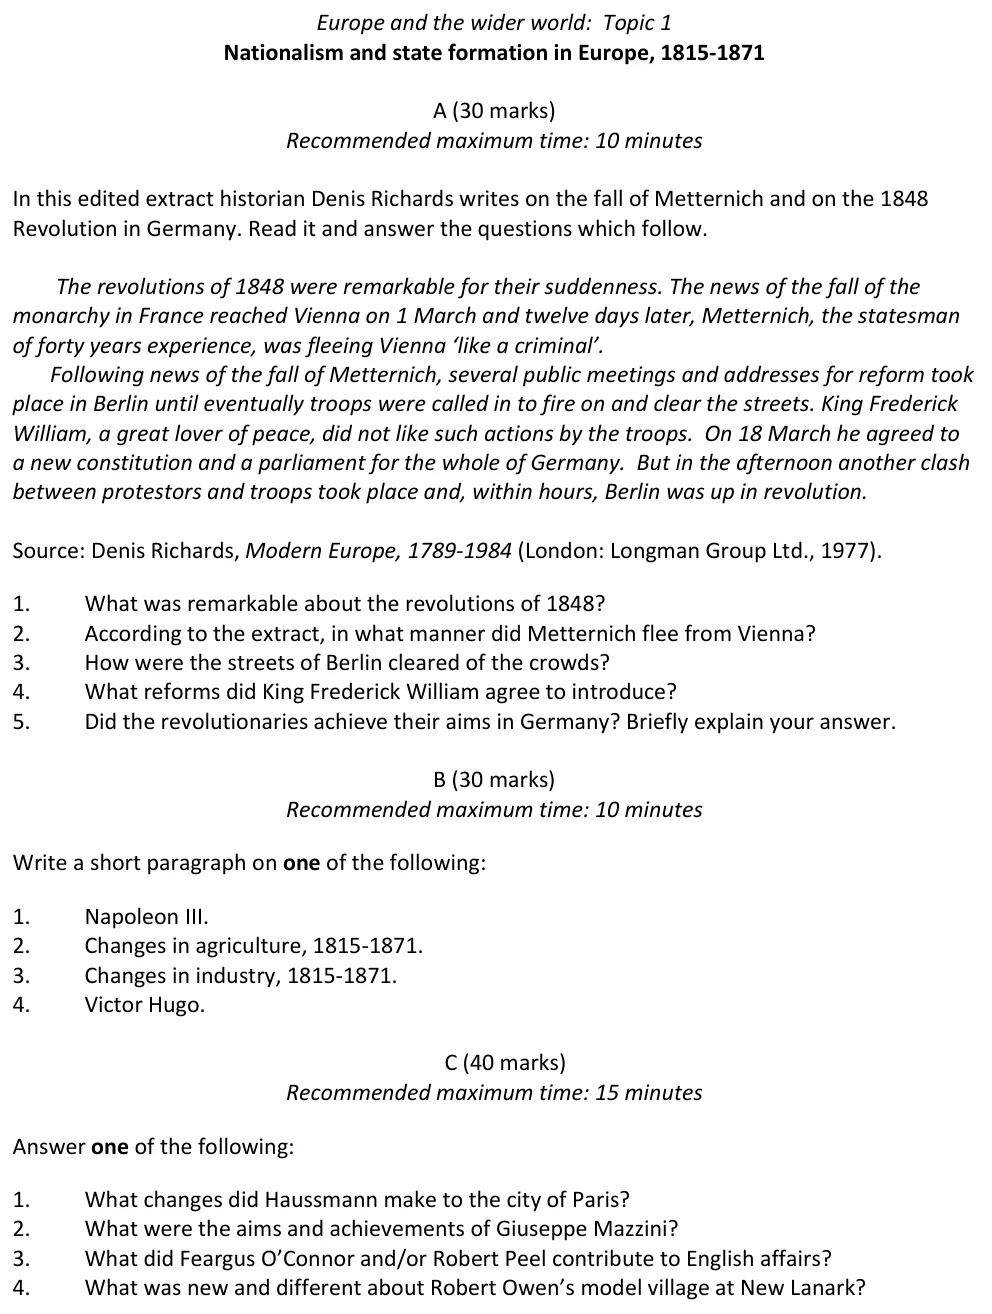 Europe and the wider world:  Topic 1
Nationalism and state formation in Europe, 1815-1871
A (30 marks)
Recommended maximum time: 10 minutes
In this edited extract historian Denis Richards writes on the fall of Metternich and on the 1848
Revolution in Germany. Read it and answer the questions which follow.
The revolutions of 1848 were remarkable for their suddenness. The news of the fall of the
monarchy in France reached Vienna on 1 March and twelve days later, Metternich, the statesman
of forty years experience, was fleeing Vienna ‘like a criminal’.
Following news of the fall of Metternich, several public meetings and addresses for reform took
place in Berlin until eventually troops were called in to fire on and clear the streets. King Frederick
William, a great lover of peace, did not like such actions by the troops.  On 18 March he agreed to
a new constitution and a parliament for the whole of Germany.  But in the afternoon another clash
between protestors and troops took place and, within hours, Berlin was up in revolution.
Source: Denis Richards, Modern Europe, 1789-1984 (London: Longman Group Ltd., 1977).
1. What was remarkable about the revolutions of 1848?
2. According to the extract, in what manner did Metternich flee from Vienna?
3. How were the streets of Berlin cleared of the crowds?
4. What reforms did King Frederick William agree to introduce?
5. Did the revolutionaries achieve their aims in Germany? Briefly explain your answer.
B (30 marks)
Recommended maximum time: 10 minutes
Write a short paragraph on one of the following:
1. Napoleon III.
2. Changes in agriculture, 1815-1871.
3. Changes in industry, 1815-1871.
4. Victor Hugo.
C (40 marks)
Recommended maximum time: 15 minutes
Answer one of the following:
1. What changes did Haussmann make to the city of Paris?
2. What were the aims and achievements of Giuseppe Mazzini?
3. What did Feargus O’Connor and/or Robert Peel contribute to English affairs?
4. What was new and different about Robert Owen’s model village at New Lanark?